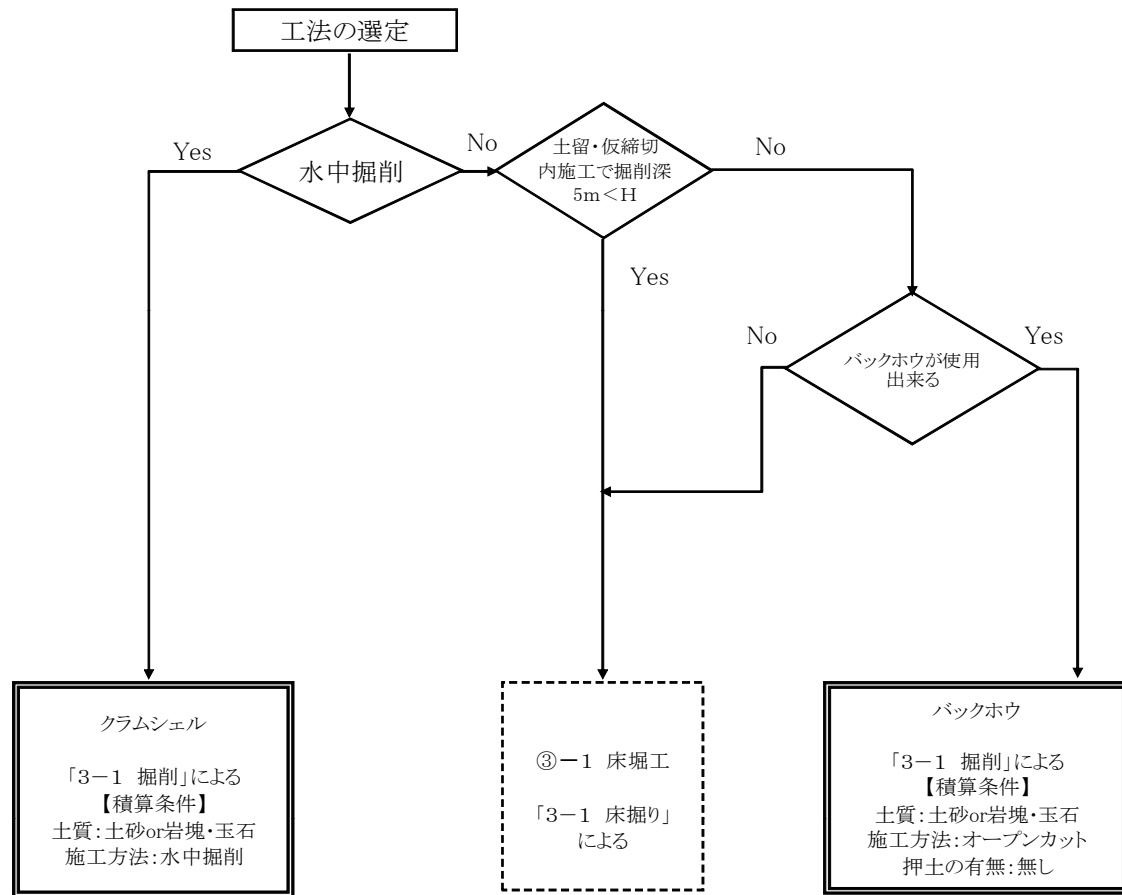 工法の選定
水中掘削
Yes
No
土留・仮締切
内施工で掘削深
5m<H
No
Yes
バックホウが使用
出来る
No
Yes
クラムシェル
「3-1 掘削」による
【積算条件】
土質:土砂or岩塊・玉石
施工方法:水中掘削
③-1 床堀工
「3-1 床掘り」
による
バックホウ
「3-1 掘削」による
【積算条件】
土質:土砂or岩塊・玉石
施工方法:オープンカット
押土の有無:無し